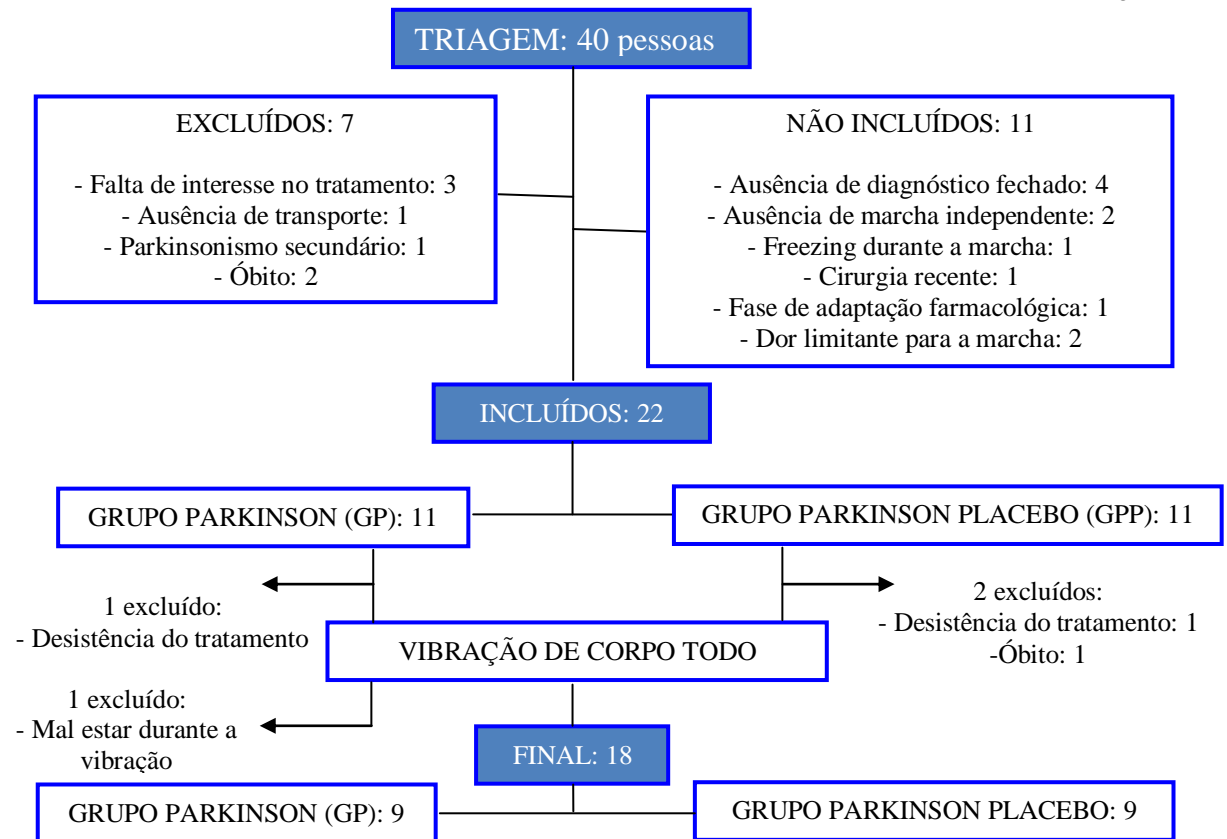 TRIAGEM: 40 pessoas
EXCLUÍDOS: 7
- Falta de interesse no tratamento: 3
- Ausência de transporte: 1
- Parkinsonismo secundário: 1
- Óbito: 2
NÃO INCLUÍDOS: 11
- Ausência de diagnóstico fechado: 4
- Ausência de marcha independente: 2
- Freezing durante a marcha: 1
- Cirurgia recente: 1
- Fase de adaptação farmacológica: 1
- Dor limitante para a marcha: 2
INCLUÍDOS: 22
GRUPO PARKINSON (GP): 11
GRUPO PARKINSON PLACEBO (GPP): 11
1 excluído:
- Desistência do tratamento
2 excluídos:
- Desistência do tratamento: 1
-Óbito: 1
VIBRAÇÃO DE CORPO TODO
1 excluído:
- Mal estar durante a
vibração
FINAL: 18
GRUPO PARKINSON (GP): 9
GRUPO PARKINSON PLACEBO: 9